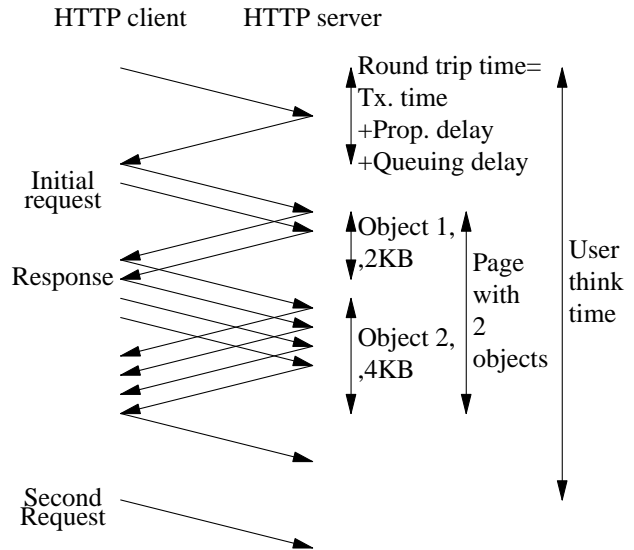 HTTP client
HTTP server
Round trip time=
Tx. time
+Prop. delay
+Queuing delay
Initial
request
Object 1,
,2KB
Response
Page
with
2
objects
User
think
time
Object 2,
,4KB
Second
Request